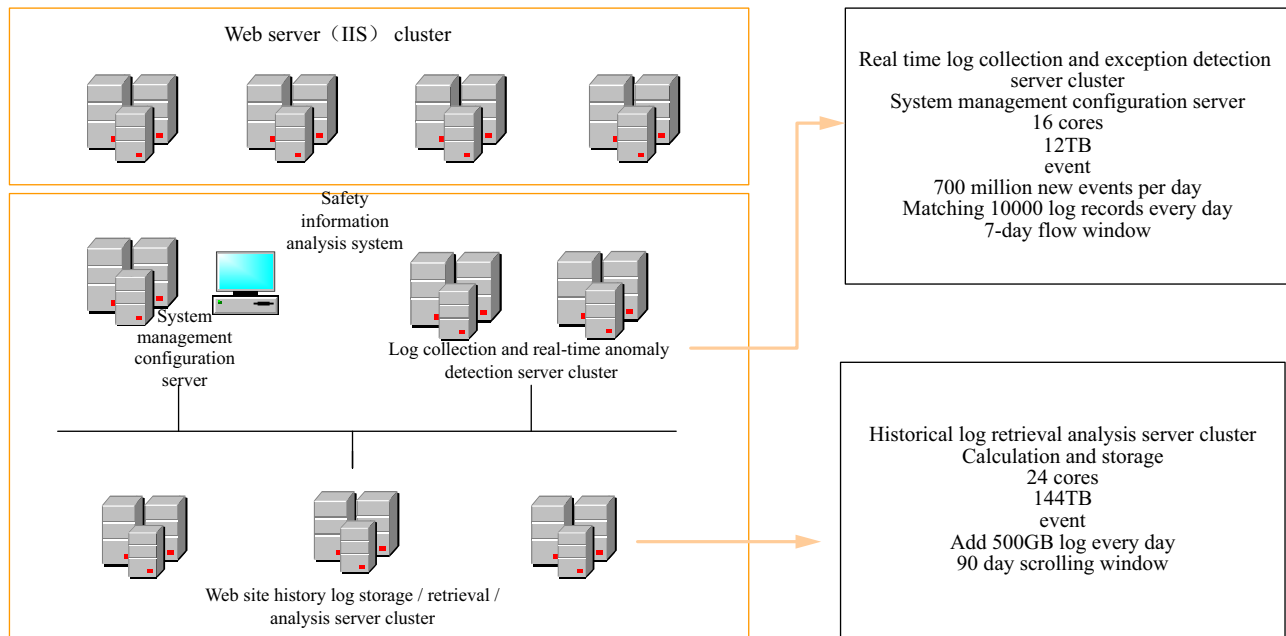 Web server（IIS） cluster
Safety
information
analysis system
System
management
configuration
server
Log collection and real-time anomaly
detection server cluster
Web site history log storage / retrieval /
analysis server cluster
Real time log collection and exception detection
server cluster
System management configuration server
16 cores
12TB
event
700 million new events per day
Matching 10000 log records every day
7-day flow window
Historical log retrieval analysis server cluster
Calculation and storage
24 cores
144TB
event
Add 500GB log every day
90 day scrolling window